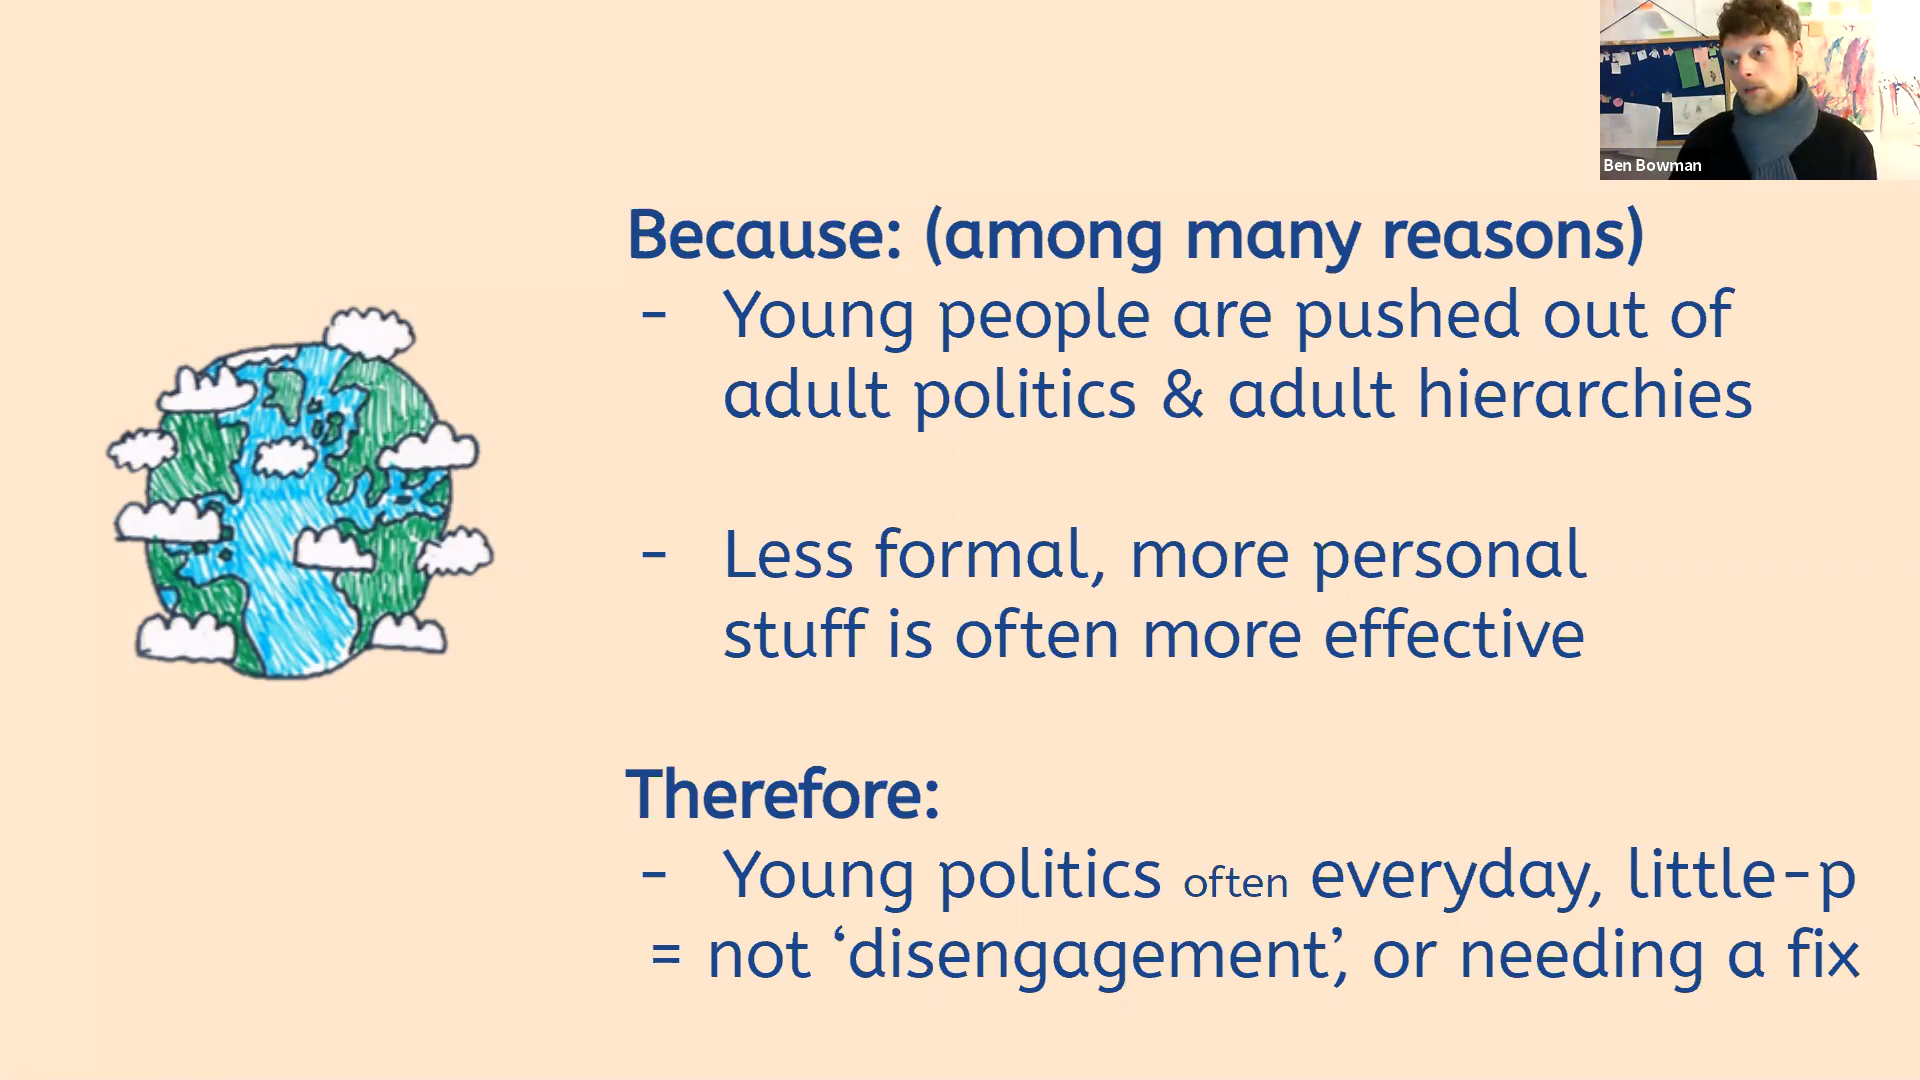 Ben Bowman
Because: (among many reasons)
- Young people are pushed out of
adult politics & adult hierarchies
- Less formal, more personal
stuff is often more effective
Therefore:
- Young politics often everyday, little-p
= not ‘disengagement’, or needing a fix